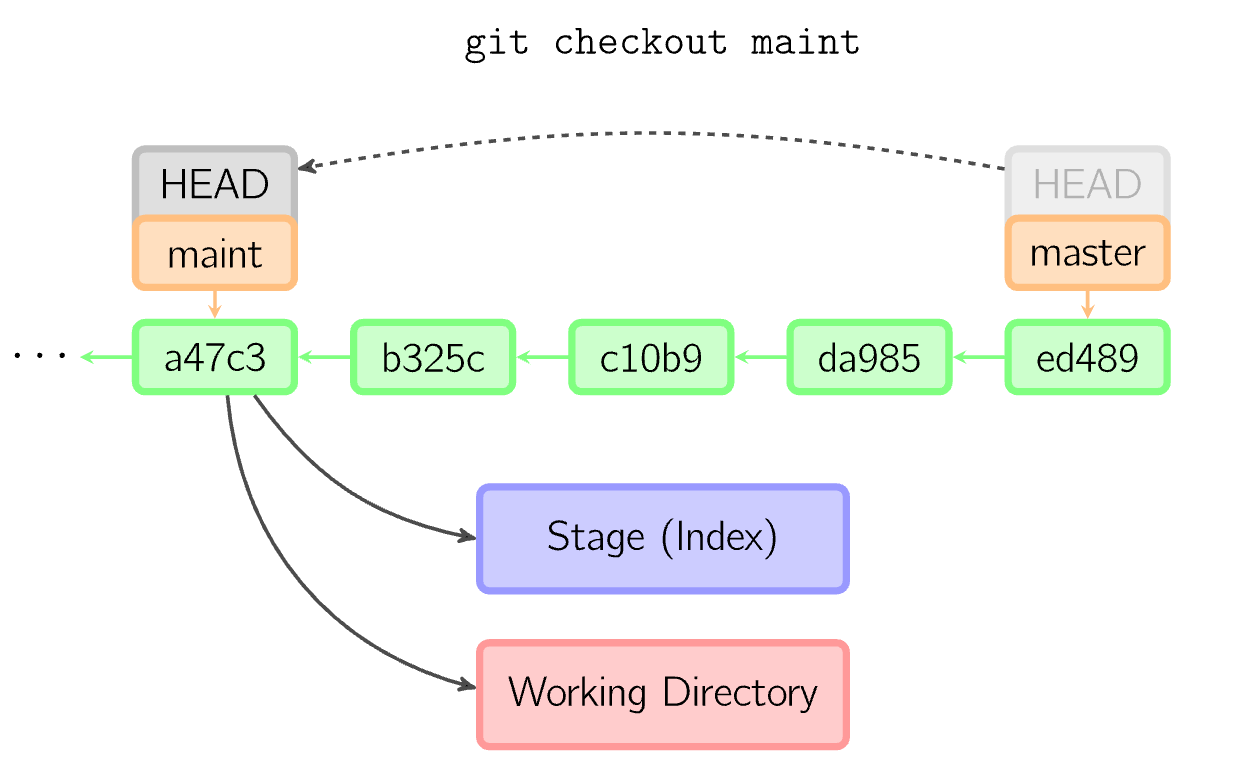 git checkout maint
HEAD
HEAD
maint
master
...
a47c3
b325c
c10b9
da985
ed489
Stage (Index)
Working Directory